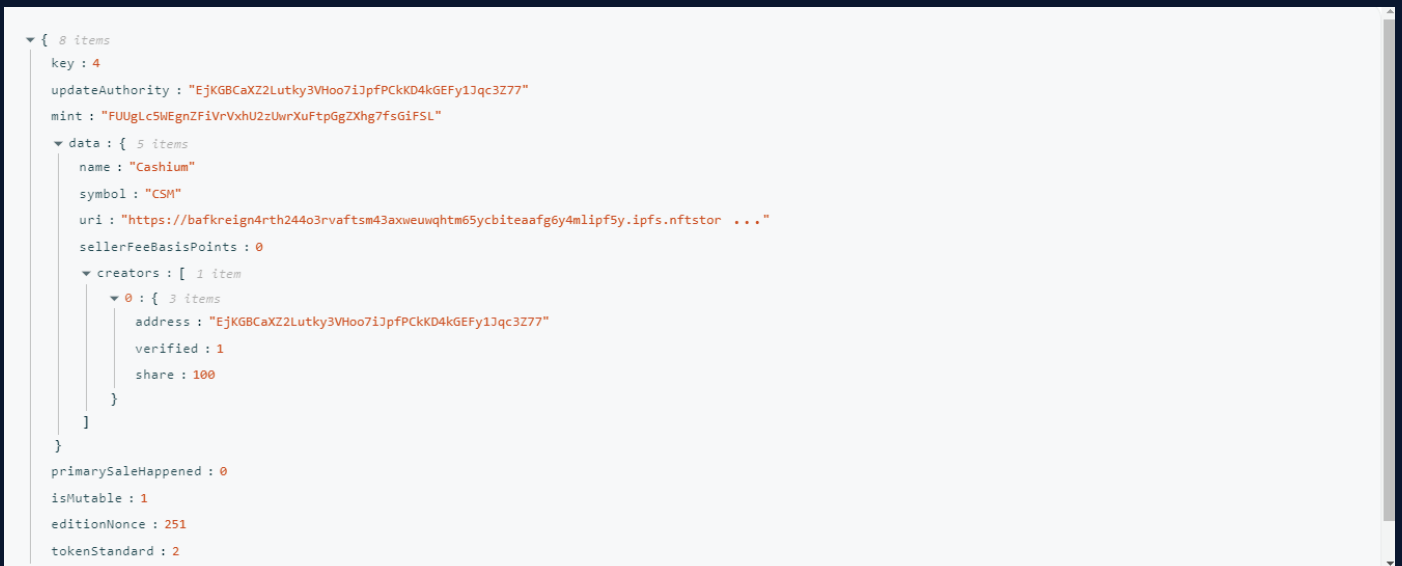 { 8 items
key : 4
updateAuthority : "EjKGBCaXZ2Lutky3VHoo7iJpfPCkKD4kGEFy1Jqc3Z77"
mint : "FUUgLc5WEgnZFiVrVxhU2zUwrXuFtpGgZXhg7fsGiFSL"
data : { 5 items
name : "Cashium"
symbol : "CSM"
uri : "https://bafkreign4rth244o3rvaftsm43axweuwqhtm65ycbiteaafg6y4mlipf5y.ipfs.nftstor ..."
sellerFeeBasisPoints : 0
creators : [ 1 item
0 : { 3 items
address : "EjKGBCaXZ2Lutky3VHoo7iJpfPCkKD4kGEFy1Jqc3Z77"
verified : 1
share : 100
}
]
}
primarySaleHappened : 0
isMutable : 1
editionNonce : 251
tokenStandard : 2